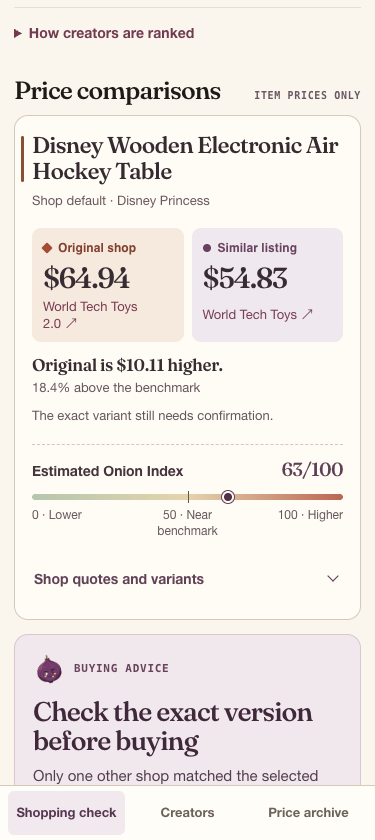 ▶ How creators are ranked
Price comparisons
ITEM PRICES ONLY
Disney Wooden Electronic Air
Hockey Table
Shop default · Disney Princess
Original shop
$64.94
World Tech Toys
2.0 ↗
Similar listing
$54.83
World Tech Toys ↗
Original is $10.11 higher.
18.4% above the benchmark
The exact variant still needs confirmation.
Estimated Onion Index
63/100
0 · Lower
50 · Near
benchmark
100 · Higher
Shop quotes and variants
BUYING ADVICE
Check the exact version
before buying
Only one other shop matched the selected
Shopping check
Creators
Price archive